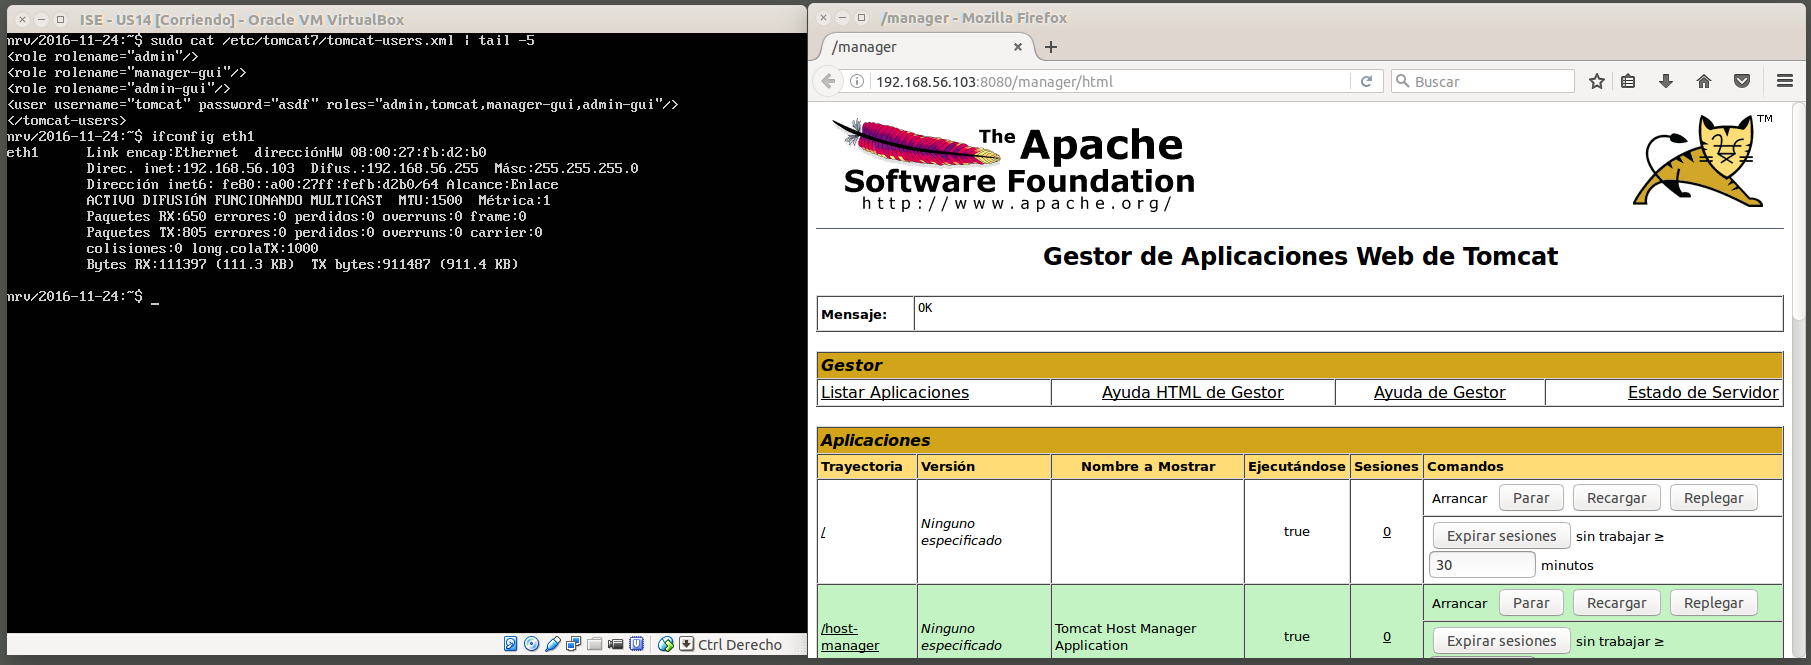 ISE - US14 [Corriendo] - Oracle VM VirtualBox
nrv/2016-11-24:~$ sudo cat /etc/tomcat7/tomcat-users.xml | tail -5
<role rolename="admin"/>
<role rolename="manager-gui"/>
<role rolename="admin-gui"/>
<user username="tomcat" password="asdf" roles="admin,tomcat,manager-gui,admin-gui"/>
</tomcat-users>
nrv/2016-11-24:~$ ifconfig eth1
eth1      Link encap:Ethernet  direcciónHW 08:00:27:fb:d2:b0
          Direc. inet:192.168.56.103  Difus.:192.168.56.255  Másc:255.255.255.0
          Dirección inet6: fe80::a00:27ff:fefb:d2b0/64 Alcance:Enlace
          ACTIVO DIFUSIÓN FUNCIONANDO MULTICAST  MTU:1500  Métrica:1
          Paquetes RX:650 errores:0 perdidos:0 overruns:0 frame:0
          Paquetes TX:805 errores:0 perdidos:0 overruns:0 carrier:0
          colisiones:0 long.colaTX:1000
          Bytes RX:111397 (111.3 KB)  TX bytes:911487 (911.4 KB)
nrv/2016-11-24:~$ _
Ctrl Derecho
/manager - Mozilla Firefox
/manager
192.168.56.103:8080/manager/html
Buscar
The Apache
Software Foundation
http://www.apache.org/
TM
Gestor de Aplicaciones Web de Tomcat
Mensaje: OK
Gestor
Listar Aplicaciones Ayuda HTML de Gestor Ayuda de Gestor Estado de Servidor
Aplicaciones
Trayectoria Versión Nombre a Mostrar Ejecutándose Sesiones Comandos
/ Ninguno especificado true 0
Arrancar Parar Recargar Replegar
Expirar sesiones sin trabajar ≥
30 minutos
/host-manager Ninguno especificado Tomcat Host Manager Application true 0
Arrancar Parar Recargar Replegar
Expirar sesiones sin trabajar ≥